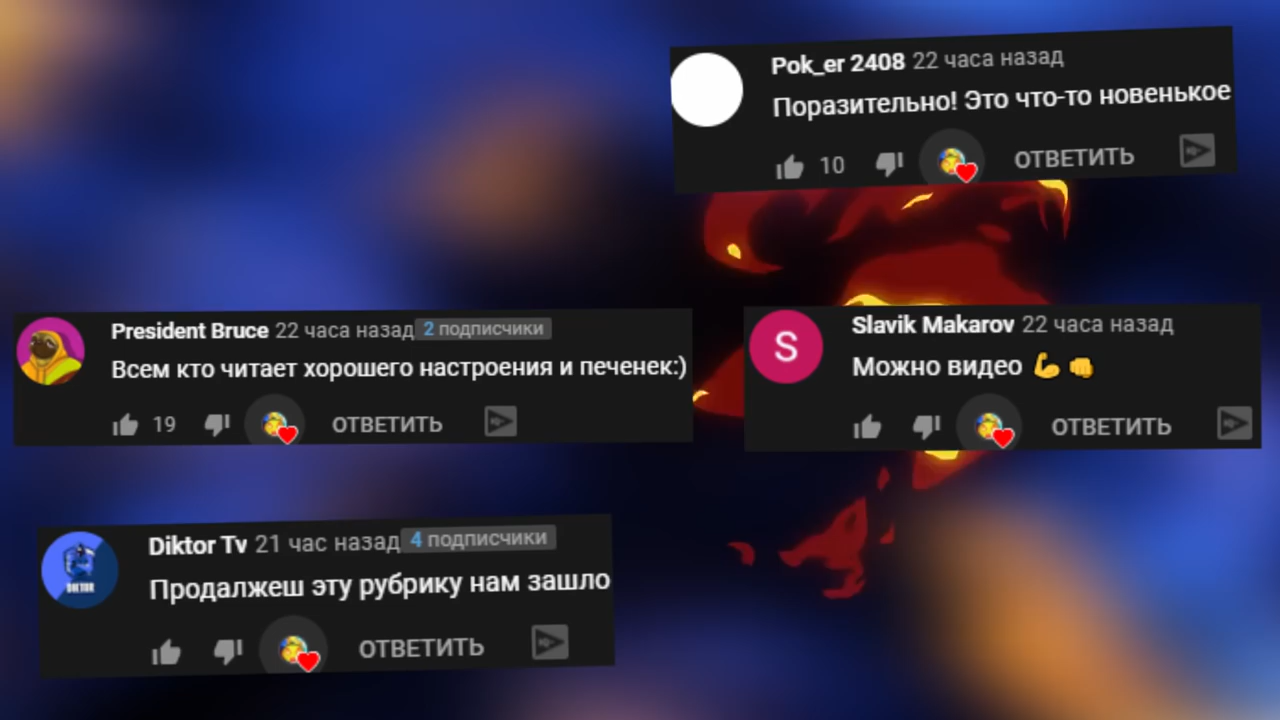 Pok_er 2408 22 часа назад
Поразительно! Это что-то новенькое
10 ОТВЕТИТЬ
President Bruce 22 часа назад 2 подписчики
Всем кто читает хорошего настроения и печенек:)
19 ОТВЕТИТЬ
S Slavik Makarov 22 часа назад
Можно видео 💪👊
ОТВЕТИТЬ
Diktor Tv 21 час назад 4 подписчики
Продалжеш эту рубрику нам зашло
DIKTOR
ОТВЕТИТЬ